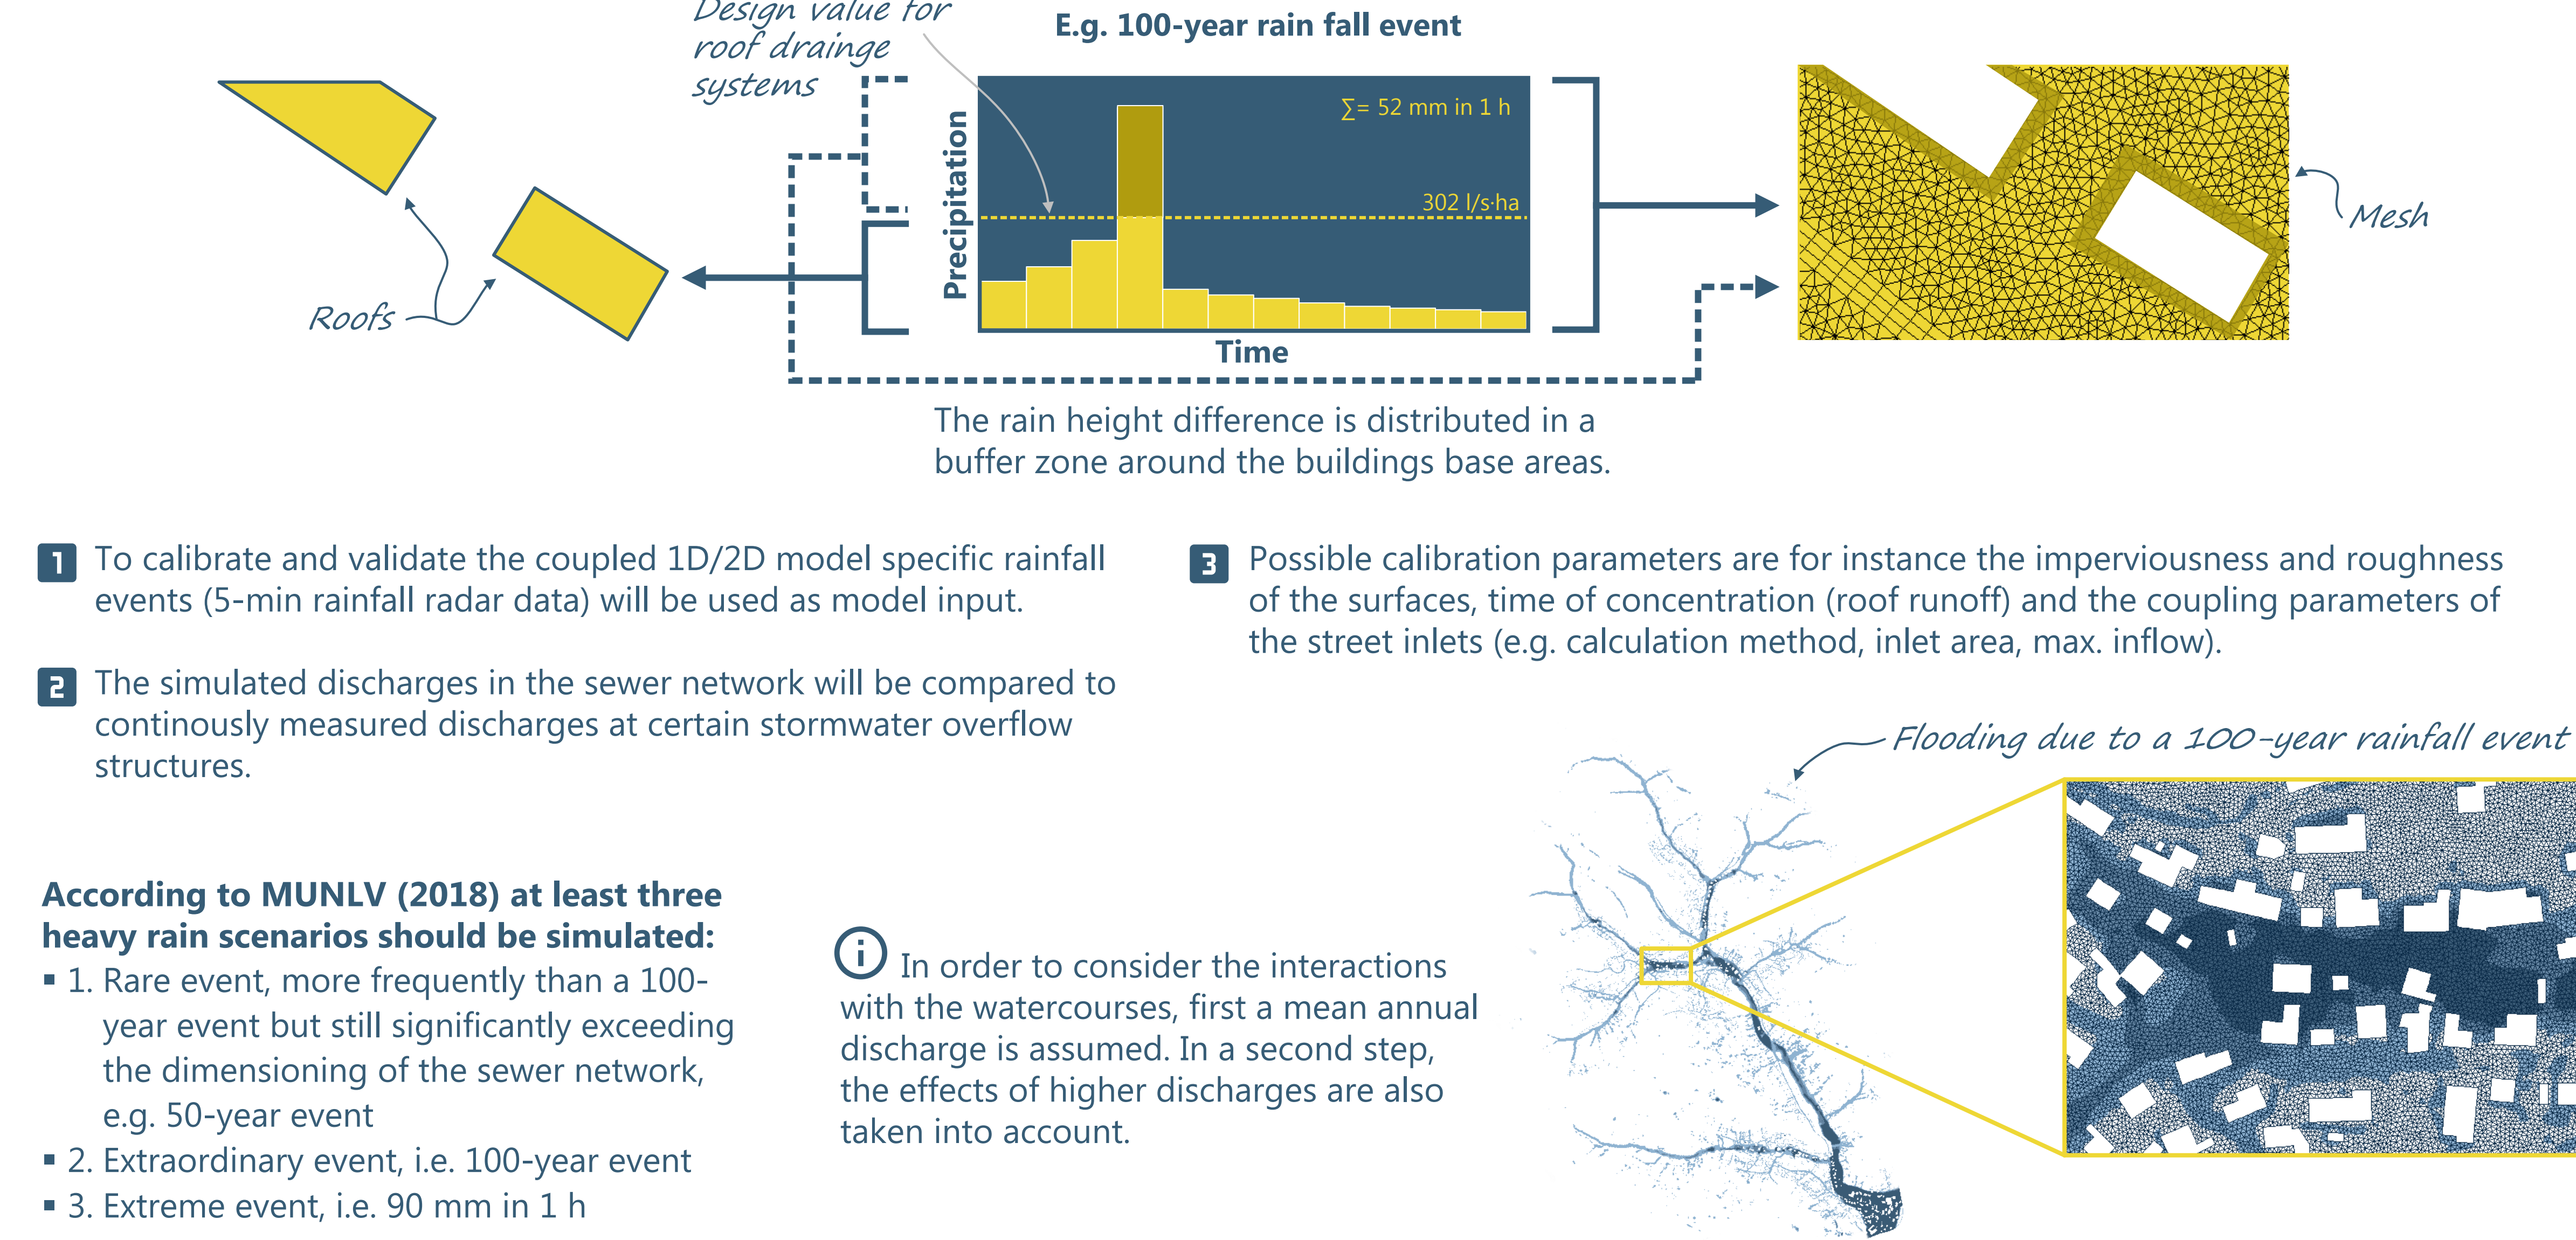 Design value for
roof drainge
systems
E.g. 100-year rain fall event
Precipitation
∑= 52 mm in 1 h
302 l/s·ha
Time
Roofs
Mesh
The rain height difference is distributed in a
buffer zone around the buildings base areas.
1 To calibrate and validate the coupled 1D/2D model specific rainfall
events (5-min rainfall radar data) will be used as model input.
2 The simulated discharges in the sewer network will be compared to
continously measured discharges at certain stormwater overflow
structures.
3 Possible calibration parameters are for instance the imperviousness and roughness
of the surfaces, time of concentration (roof runoff) and the coupling parameters of
the street inlets (e.g. calculation method, inlet area, max. inflow).
Flooding due to a 100-year rainfall event
According to MUNLV (2018) at least three
heavy rain scenarios should be simulated:
▪ 1. Rare event, more frequently than a 100-
year event but still significantly exceeding
the dimensioning of the sewer network,
e.g. 50-year event
▪ 2. Extraordinary event, i.e. 100-year event
▪ 3. Extreme event, i.e. 90 mm in 1 h
i In order to consider the interactions
with the watercourses, first a mean annual
discharge is assumed. In a second step,
the effects of higher discharges are also
taken into account.